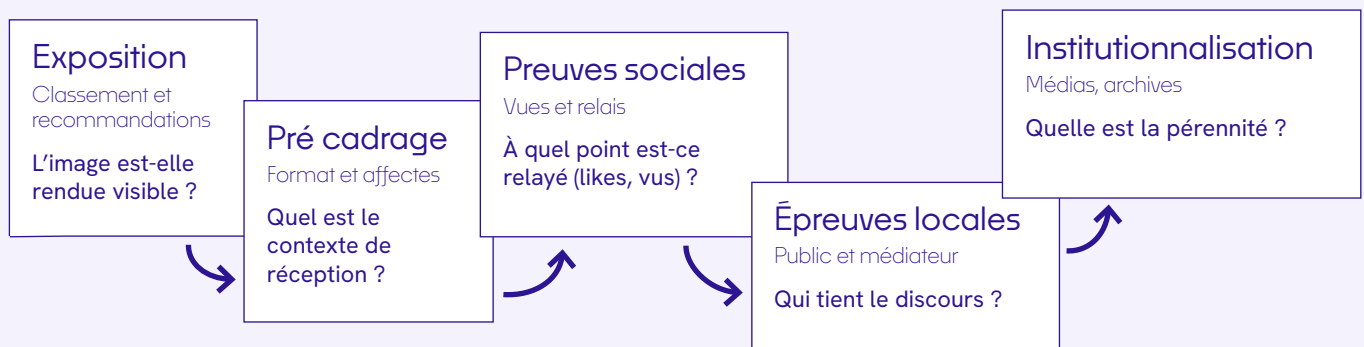 Exposition
Classement et
recommandations
L'image est-elle
rendue visible ?
Pré cadrage
Format et affectes
Quel est le
contexte de
réception ?
Preuves sociales
Vues et relais
À quel point est-ce
relayé (likes, vus) ?
Épreuves locales
Public et médiateur
Qui tient le discours ?
Institutionnalisation
Médias, archives
Quelle est la pérennité ?